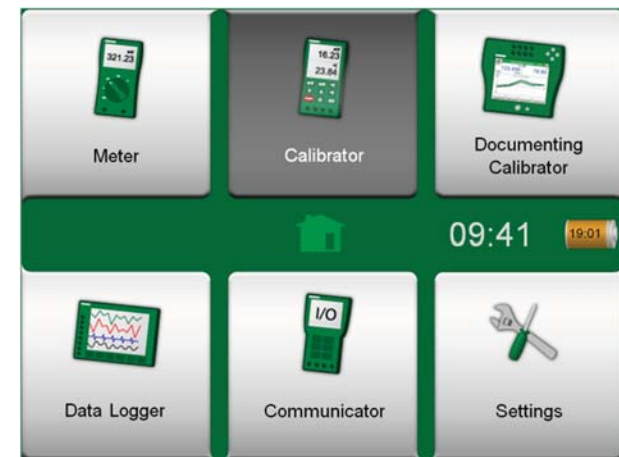 321.23
16.23
23.84
Meter
Calibrator
Documenting
Calibrator
09:41
19:01
I/O
Data Logger
Communicator
Settings